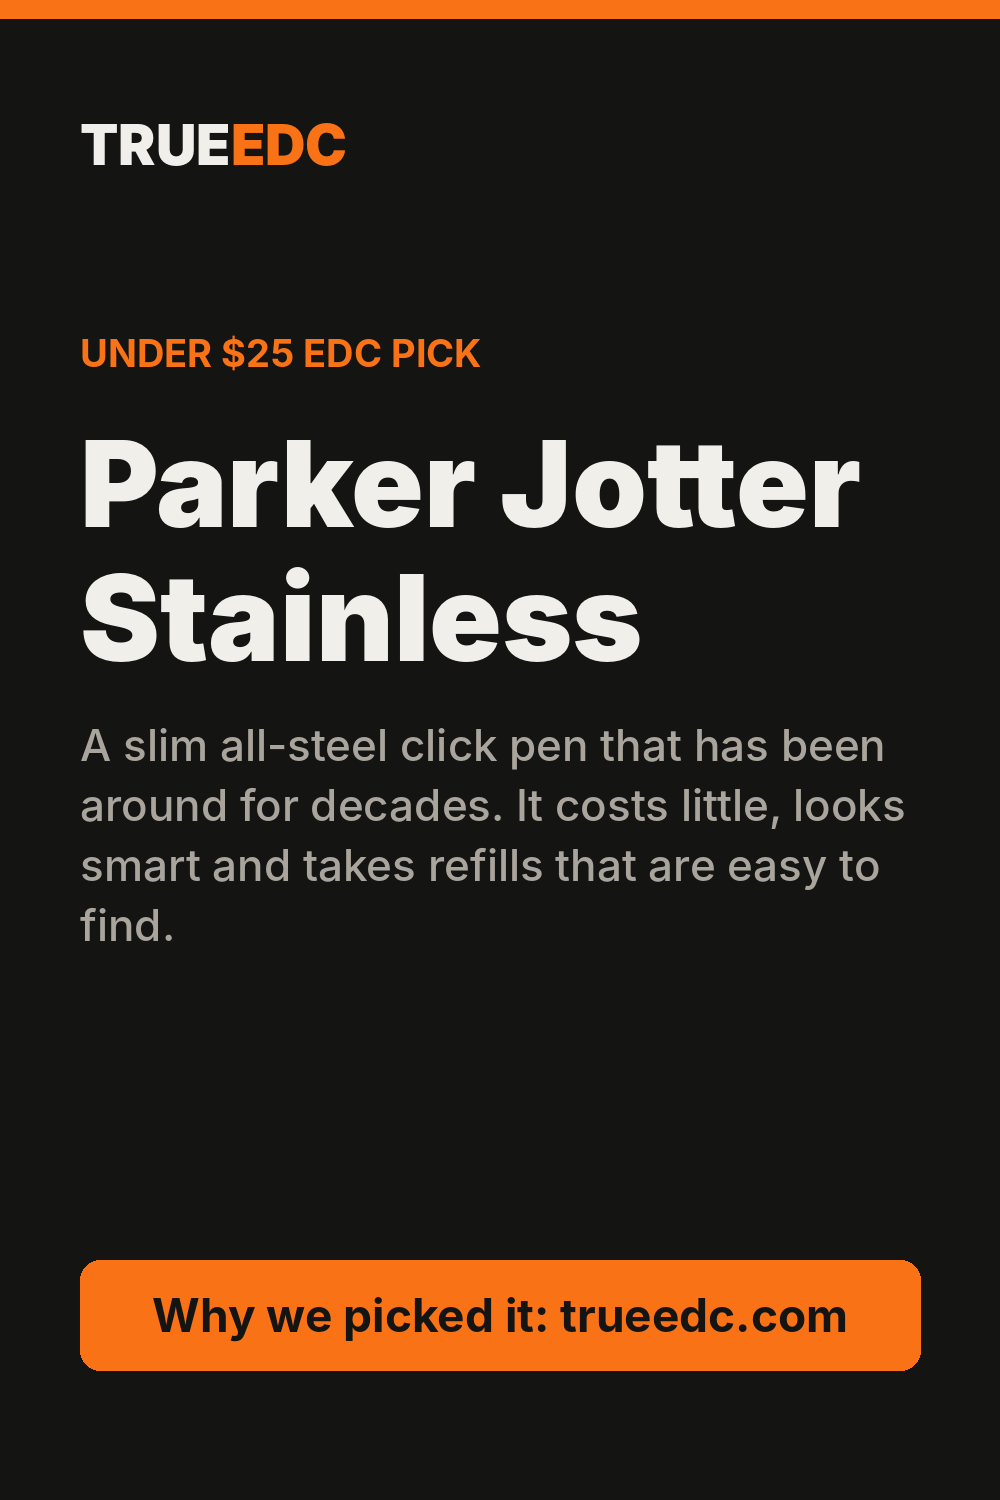 TRUEEDC
UNDER $25 EDC PICK
Parker Jotter
Stainless
A slim all-steel click pen that has been
around for decades. It costs little, looks
smart and takes refills that are easy to
find.
Why we picked it: trueedc.com